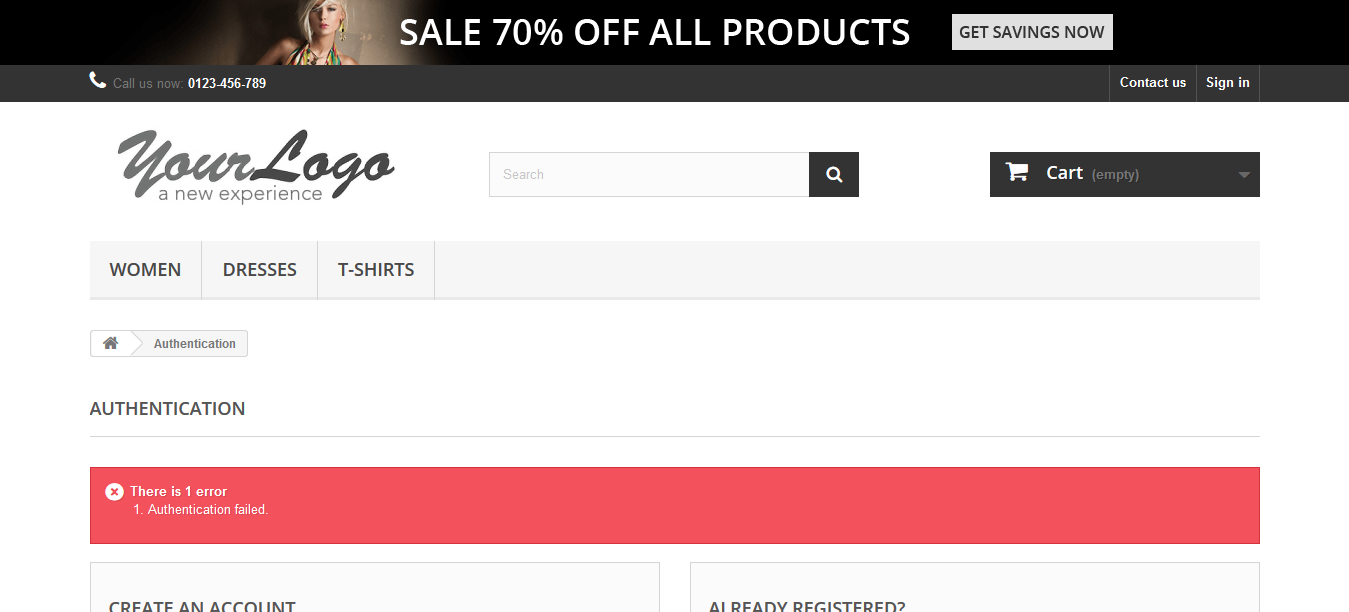 SALE 70% OFF ALL PRODUCTS
GET SAVINGS NOW
Call us now: 0123-456-789
Contact us
Sign in
Your Logo
a new experience
Search
Cart (empty)
WOMEN
DRESSES
T-SHIRTS
Authentication
AUTHENTICATION
There is 1 error
1. Authentication failed.
CREATE AN ACCOUNT
ALREADY REGISTERED?